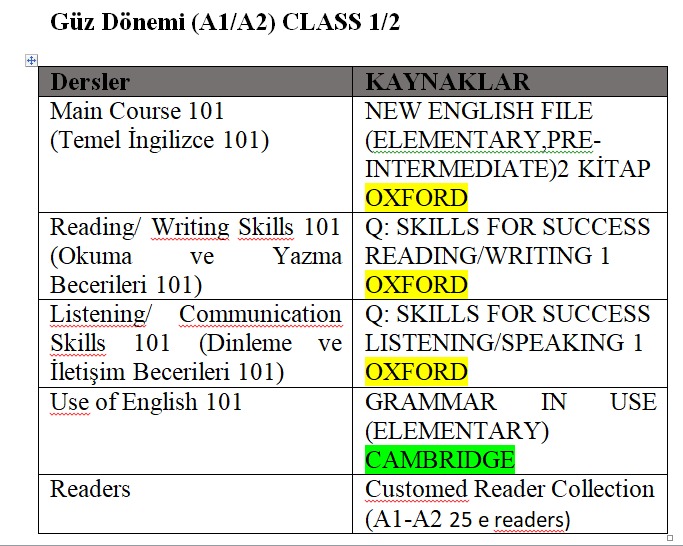 Güz Dönemi (A1/A2) CLASS 1/2
Dersler
KAYNAKLAR
Main Course 101
(Temel İngilizce 101)
NEW ENGLISH FILE
(ELEMENTARY,PRE-
INTERMEDIATE)2 KİTAP
OXFORD
Reading/ Writing Skills 101
(Okuma ve Yazma
Becerileri 101)
Q: SKILLS FOR SUCCESS
READING/WRITING 1
OXFORD
Listening/ Communication
Skills 101 (Dinleme ve
İletişim Becerileri 101)
Q: SKILLS FOR SUCCESS
LISTENING/SPEAKING 1
OXFORD
Use of English 101
GRAMMAR IN USE
(ELEMENTARY)
CAMBRIDGE
Readers
Customed Reader Collection
(A1-A2 25 e readers)